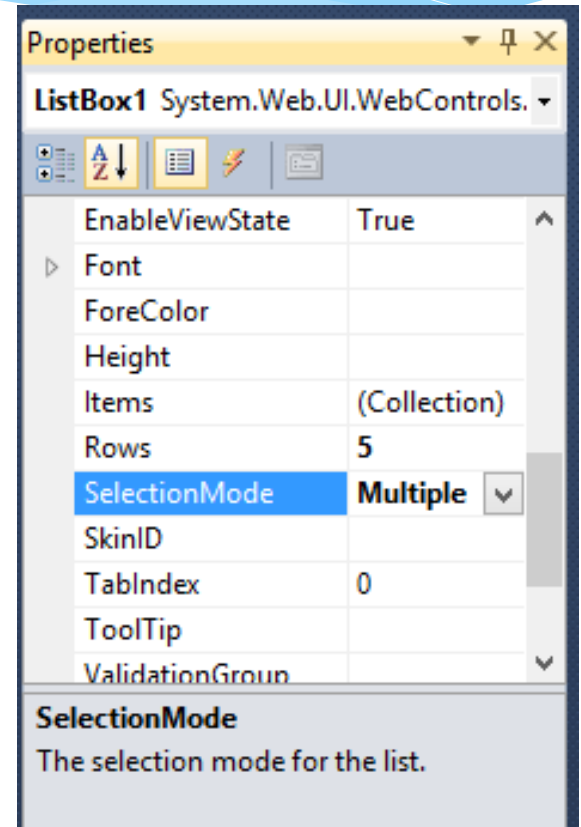 Properties
ListBox1 System.Web.UI.WebControls.
EnableViewState True
Font
ForeColor
Height
Items (Collection)
Rows 5
SelectionMode Multiple
SkinID
TabIndex 0
ToolTip
ValidationGroup
SelectionMode
The selection mode for the list.